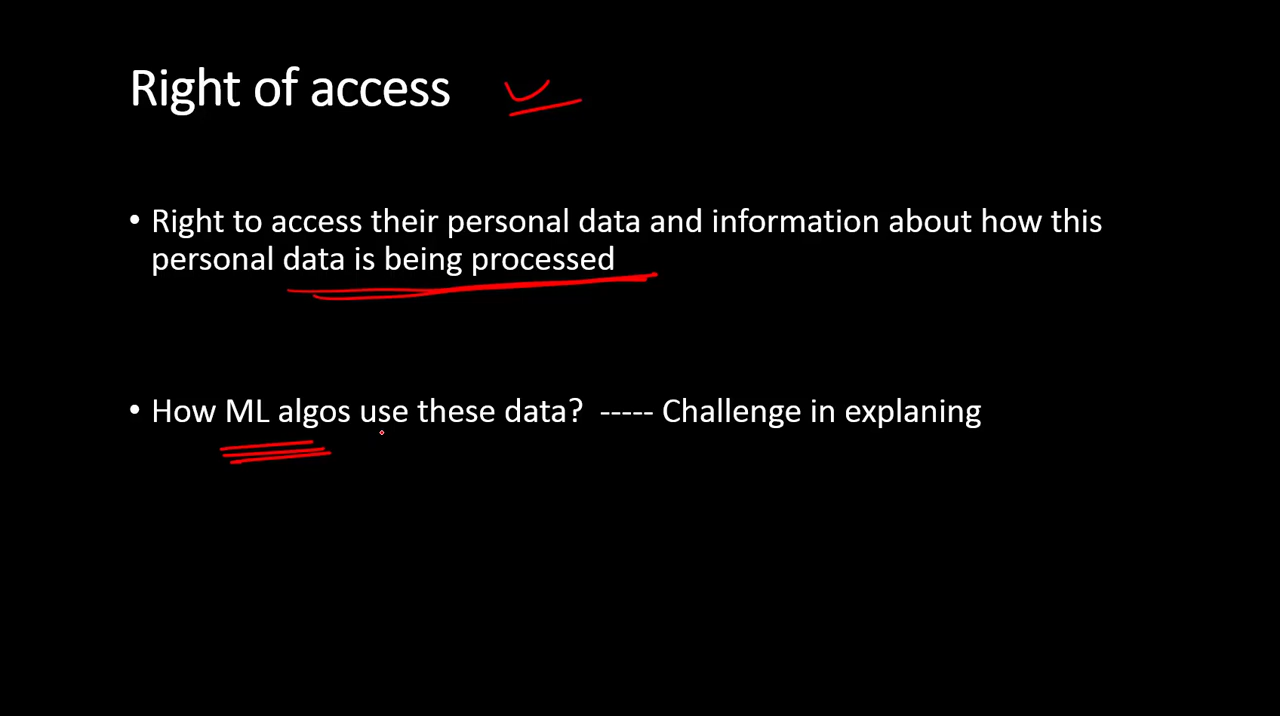 Right of access
• Right to access their personal data and information about how this
personal data is being processed
• How ML algos use these data? ----- Challenge in explaning